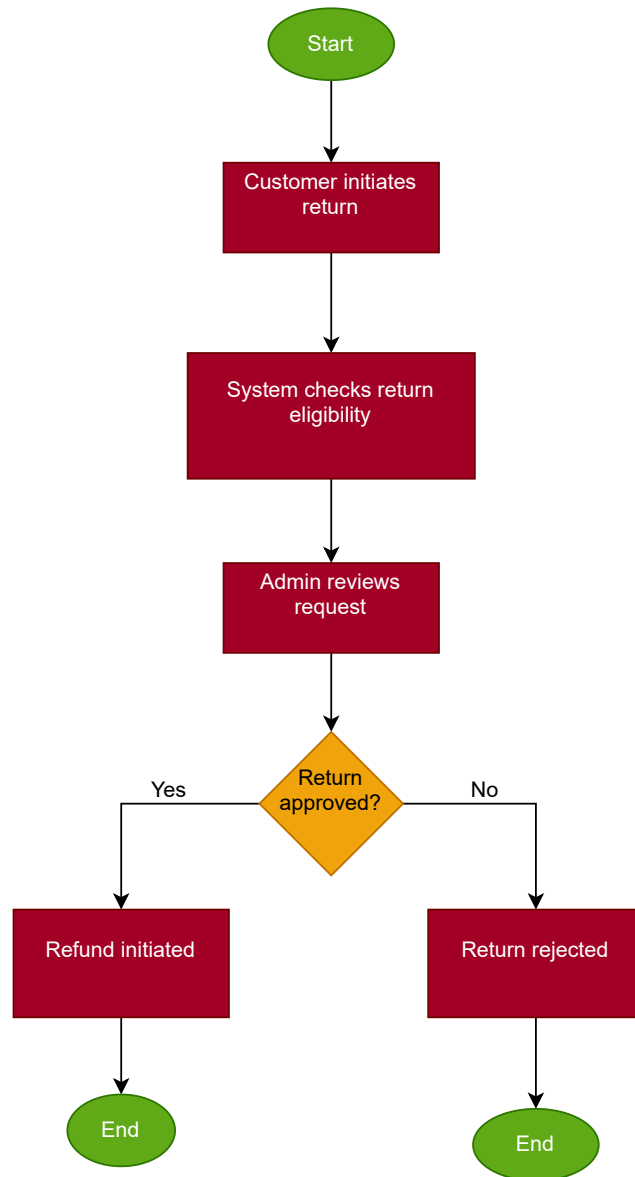 Start
Customer initiates
return
System checks return
eligibility
Admin reviews
request
Return
approved?
Yes
No
Refund initiated
Return rejected
End
End